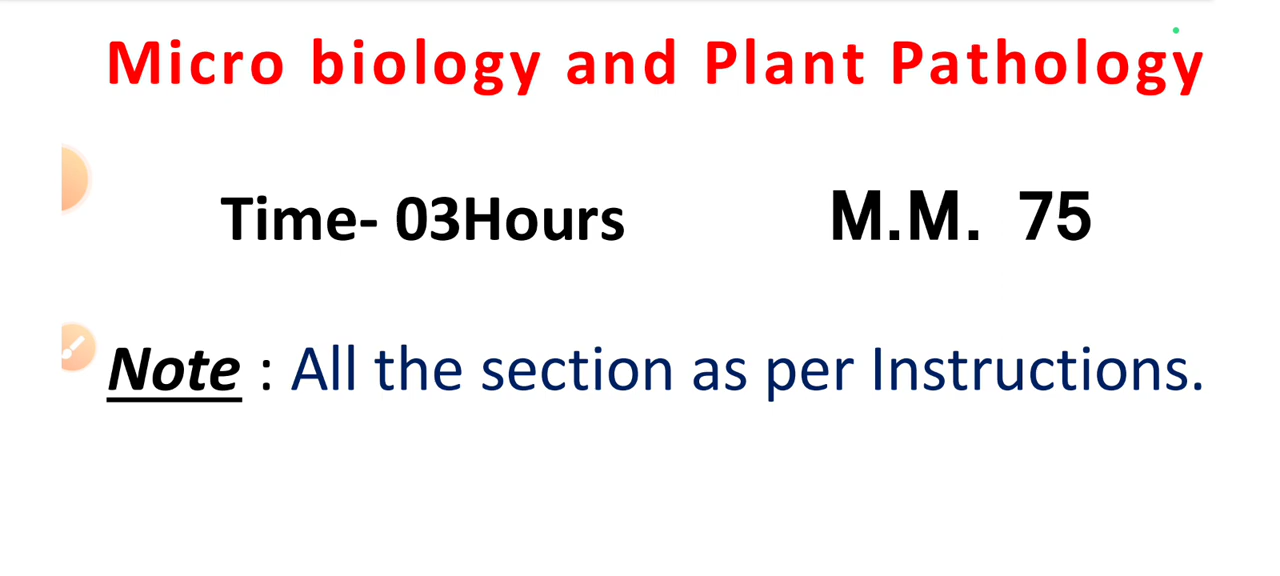 Micro biology and Plant Pathology
Time- 03Hours M.M. 75
Note : All the section as per Instructions.